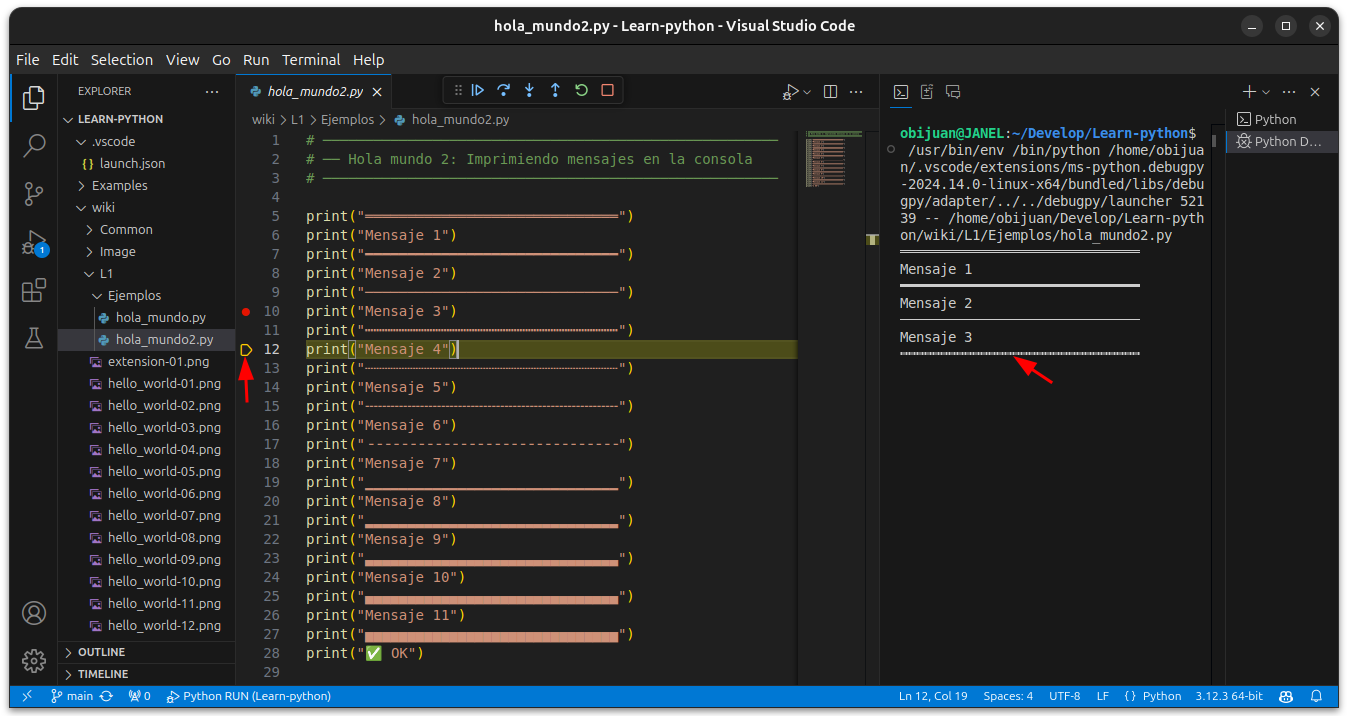 hola_mundo2.py - Learn-python - Visual Studio Code
File Edit Selection View Go Run Terminal Help
EXPLORER
LEARN-PYTHON
.vscode
{} launch.json
Examples
wiki
Common
Image
L1
Ejemplos
hola_mundo.py
hola_mundo2.py
extension-01.png
hello_world-01.png
hello_world-02.png
hello_world-03.png
hello_world-04.png
hello_world-05.png
hello_world-06.png
hello_world-07.png
hello_world-08.png
hello_world-09.png
hello_world-10.png
hello_world-11.png
hello_world-12.png
OUTLINE
TIMELINE
1
hola_mundo2.py
wiki > L1 > Ejemplos > hola_mundo2.py
1 # ──────────────────────────────
2 # ── Hola mundo 2: Imprimiendo mensajes en la consola
3 # ──────────────────────────────
4
5 print("══════════════════════════════")
6 print("Mensaje 1")
7 print("━━━━━━━━━━━━━━━━━━━━━━━━━━━━━━")
8 print("Mensaje 2")
9 print("──────────────────────────────")
10 print("Mensaje 3")
11 print("┅┅┅┅┅┅┅┅┅┅┅┅┅┅┅┅┅┅┅┅┅┅┅┅┅┅┅┅┅┅")
12 print("Mensaje 4")
13 print("┄┄┄┄┄┄┄┄┄┄┄┄┄┄┄┄┄┄┄┄┄┄┄┄┄┄┄┄┄┄")
14 print("Mensaje 5")
15 print("╌╌╌╌╌╌╌╌╌╌╌╌╌╌╌╌╌╌╌╌╌╌╌╌╌╌╌╌╌╌")
16 print("Mensaje 6")
17 print("------------------------------")
18 print("Mensaje 7")
19 print("▁▁▁▁▁▁▁▁▁▁▁▁▁▁▁▁▁▁▁▁▁▁▁▁▁▁▁▁▁▁")
20 print("Mensaje 8")
21 print("▂▂▂▂▂▂▂▂▂▂▂▂▂▂▂▂▂▂▂▂▂▂▂▂▂▂▂▂▂▂")
22 print("Mensaje 9")
23 print("▃▃▃▃▃▃▃▃▃▃▃▃▃▃▃▃▃▃▃▃▃▃▃▃▃▃▃▃▃▃")
24 print("Mensaje 10")
25 print("▄▄▄▄▄▄▄▄▄▄▄▄▄▄▄▄▄▄▄▄▄▄▄▄▄▄▄▄▄▄")
26 print("Mensaje 11")
27 print("▅▅▅▅▅▅▅▅▅▅▅▅▅▅▅▅▅▅▅▅▅▅▅▅▅▅▅▅▅▅")
28 print("✅ OK")
29
obijuan@JANEL:~/Develop/Learn-python$
/usr/bin/env /bin/python /home/obijua
n/.vscode/extensions/ms-python.debugpy
-2024.14.0-linux-x64/bundled/libs/debu
gpy/adapter/../../debugpy/launcher 521
39 -- /home/obijuan/Develop/Learn-pyth
on/wiki/L1/Ejemplos/hola_mundo2.py
══════════════════════════════
Mensaje 1
━━━━━━━━━━━━━━━━━━━━━━━━━━━━━━
Mensaje 2
──────────────────────────────
Mensaje 3
┅┅┅┅┅┅┅┅┅┅┅┅┅┅┅┅┅┅┅┅┅┅┅┅┅┅┅┅┅┅
Python
Python D...
main 0 Python RUN (Learn-python) Ln 12, Col 19 Spaces: 4 UTF-8 LF {} Python 3.12.3 64-bit